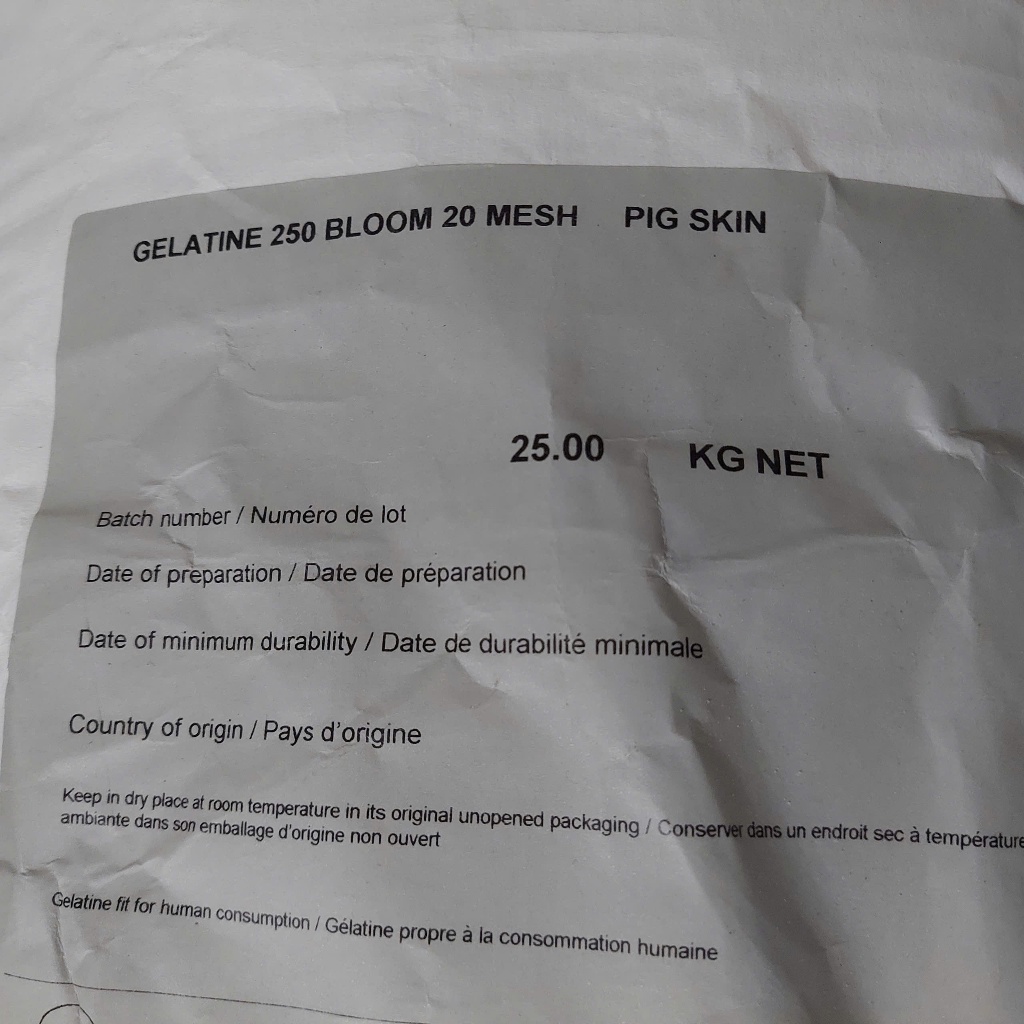 GELATINE 250 BLOOM 20 MESH PIG SKIN
25.00 KG NET
Batch number / Numéro de lot
Date of preparation / Date de préparation
Date of minimum durability / Date de durabilité minimale
Country of origin / Pays d'origine
Keep in dry place at room temperature in its original unopened packaging / Conserver dans un endroit sec à température
ambiante dans son emballage d'origine non ouvert
Gelatine fit for human consumption / Gélatine propre à la consommation humaine